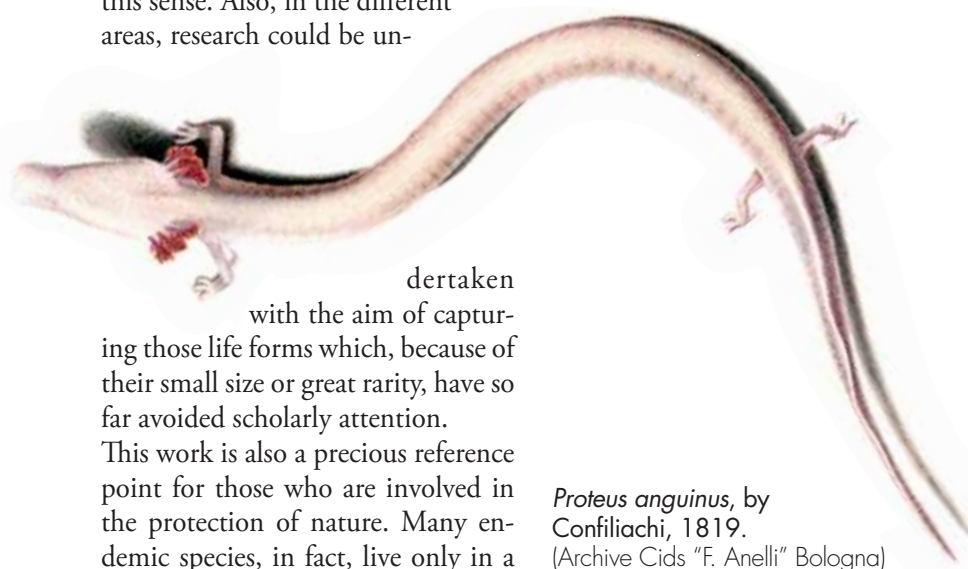 this sense. Also, in the different
areas, research could be un-
dertaken
with the aim of captur-
ing those life forms which, because of
their small size or great rarity, have so
far avoided scholarly attention.
This work is also a precious reference
point for those who are involved in
the protection of nature. Many en-
demic species, in fact, live only in a
Proteus anguinus, by
Confiliachi, 1819.
(Archive Cids “F. Anelli” Bologna)